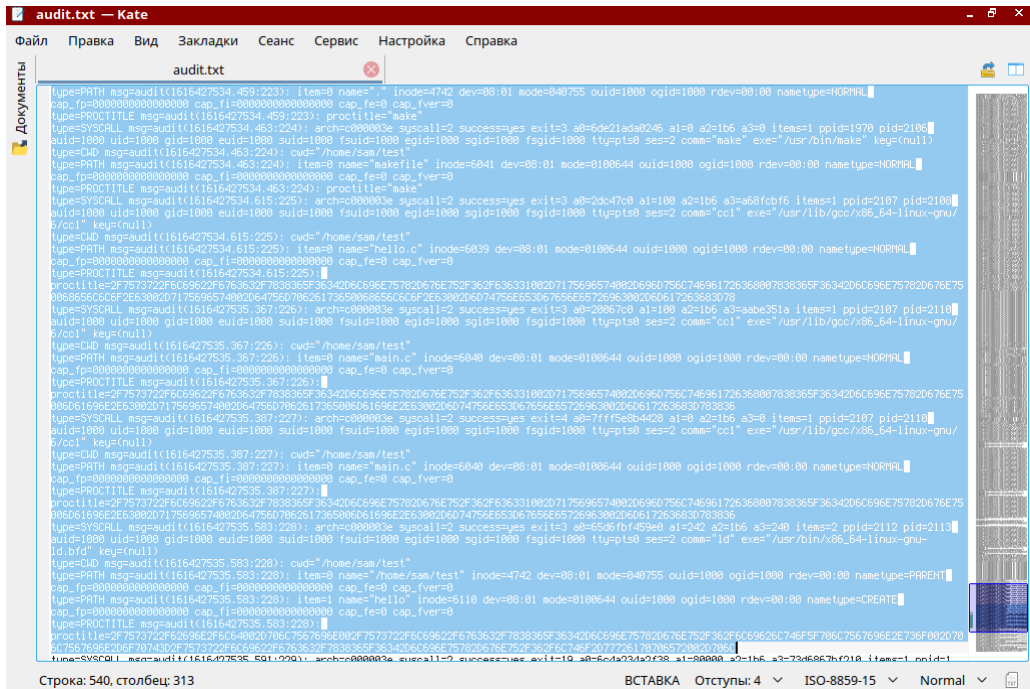 audit.txt — Kate
Файл Правка Вид Закладки Сеанс Сервис Настройка Справка
Документы
audit.txt
type=PATH msg=audit(1616427534.459:223): item=0 name="." inode=4742 dev=08:01 mode=040755 ouid=1000 ogid=1000 rdev=00:00 nametype=NORMAL
cap_fp=0000000000000000 cap_fi=0000000000000000 cap_fe=0 cap_fver=0
type=PROCTITLE msg=audit(1616427534.459:223): proctitle="make"
type=SYSCALL msg=audit(1616427534.463:224): arch=c000003e syscall=2 success=yes exit=3 a0=6de21ada0246 a1=0 a2=1b6 a3=0 items=1 ppid=1970 pid=2106
auid=1000 uid=1000 gid=1000 euid=1000 suid=1000 fsuid=1000 egid=1000 sgid=1000 fsgid=1000 tty=pts0 ses=2 comm="make" exe="/usr/bin/make" key=(null)
type=CWD msg=audit(1616427534.463:224): cwd="/home/sam/test"
type=PATH msg=audit(1616427534.463:224): item=0 name="makefile" inode=6041 dev=08:01 mode=0100644 ouid=1000 ogid=1000 rdev=00:00 nametype=NORMAL
cap_fp=0000000000000000 cap_fi=0000000000000000 cap_fe=0 cap_fver=0
type=PROCTITLE msg=audit(1616427534.463:224): proctitle="make"
type=SYSCALL msg=audit(1616427534.615:225): arch=c000003e syscall=2 success=yes exit=3 a0=2dc47c0 a1=100 a2=1b6 a3=a68fcbf6 items=1 ppid=2107 pid=2108
auid=1000 uid=1000 gid=1000 euid=1000 suid=1000 fsuid=1000 egid=1000 sgid=1000 fsgid=1000 tty=pts0 ses=2 comm="cc1" exe="/usr/lib/gcc/x86_64-linux-gnu/
6/cc1" key=(null)
type=CWD msg=audit(1616427534.615:225): cwd="/home/sam/test"
type=PATH msg=audit(1616427534.615:225): item=0 name="hello.c" inode=6039 dev=08:01 mode=0100644 ouid=1000 ogid=1000 rdev=00:00 nametype=NORMAL
cap_fp=0000000000000000 cap_fi=0000000000000000 cap_fe=0 cap_fver=0
type=PROCTITLE msg=audit(1616427534.615:225):
type=SYSCALL msg=audit(1616427535.367:226): arch=c000003e syscall=2 success=yes exit=3 a0=20067c0 a1=100 a2=1b6 a3=aabe351a items=1 ppid=2107 pid=2110
auid=1000 uid=1000 gid=1000 euid=1000 suid=1000 fsuid=1000 egid=1000 sgid=1000 fsgid=1000 tty=pts0 ses=2 comm="cc1" exe="/usr/lib/gcc/x86_64-linux-gnu/
6/cc1" key=(null)
type=CWD msg=audit(1616427535.367:226): cwd="/home/sam/test"
type=PATH msg=audit(1616427535.367:226): item=0 name="main.c" inode=6040 dev=08:01 mode=0100644 ouid=1000 ogid=1000 rdev=00:00 nametype=NORMAL
cap_fp=0000000000000000 cap_fi=0000000000000000 cap_fe=0 cap_fver=0
type=PROCTITLE msg=audit(1616427535.367:226):
type=SYSCALL msg=audit(1616427535.387:227): arch=c000003e syscall=2 success=yes exit=4 a0=7fff5e8b4428 a1=0 a2=1b6 a3=0 items=1 ppid=2107 pid=2110
auid=1000 uid=1000 gid=1000 euid=1000 suid=1000 fsuid=1000 egid=1000 sgid=1000 fsgid=1000 tty=pts0 ses=2 comm="cc1" exe="/usr/lib/gcc/x86_64-linux-gnu/
6/cc1" key=(null)
type=CWD msg=audit(1616427535.387:227): cwd="/home/sam/test"
type=PATH msg=audit(1616427535.387:227): item=0 name="main.c" inode=6040 dev=08:01 mode=0100644 ouid=1000 ogid=1000 rdev=00:00 nametype=NORMAL
cap_fp=0000000000000000 cap_fi=0000000000000000 cap_fe=0 cap_fver=0
type=PROCTITLE msg=audit(1616427535.387:227):
type=SYSCALL msg=audit(1616427535.583:228): arch=c000003e syscall=2 success=yes exit=3 a0=65d6fbf459e0 a1=242 a2=1b6 a3=240 items=2 ppid=2112 pid=2113
auid=1000 uid=1000 gid=1000 euid=1000 suid=1000 fsuid=1000 egid=1000 sgid=1000 fsgid=1000 tty=pts0 ses=2 comm="ld" exe="/usr/bin/x86_64-linux-gnu-
ld.bfd" key=(null)
type=CWD msg=audit(1616427535.583:228): cwd="/home/sam/test"
type=PATH msg=audit(1616427535.583:228): item=0 name="/home/sam/test" inode=4742 dev=08:01 mode=040755 ouid=1000 ogid=1000 rdev=00:00 nametype=PARENT
cap_fp=0000000000000000 cap_fi=0000000000000000 cap_fe=0 cap_fver=0
type=PATH msg=audit(1616427535.583:228): item=1 name="hello" inode=6110 dev=08:01 mode=0100644 ouid=1000 ogid=1000 rdev=00:00 nametype=CREATE
cap_fp=0000000000000000 cap_fi=0000000000000000 cap_fe=0 cap_fver=0
type=PROCTITLE msg=audit(1616427535.583:228):
Строка: 540, столбец: 313 ВСТАВКА Отступы: 4 ISO-8859-15 Normal